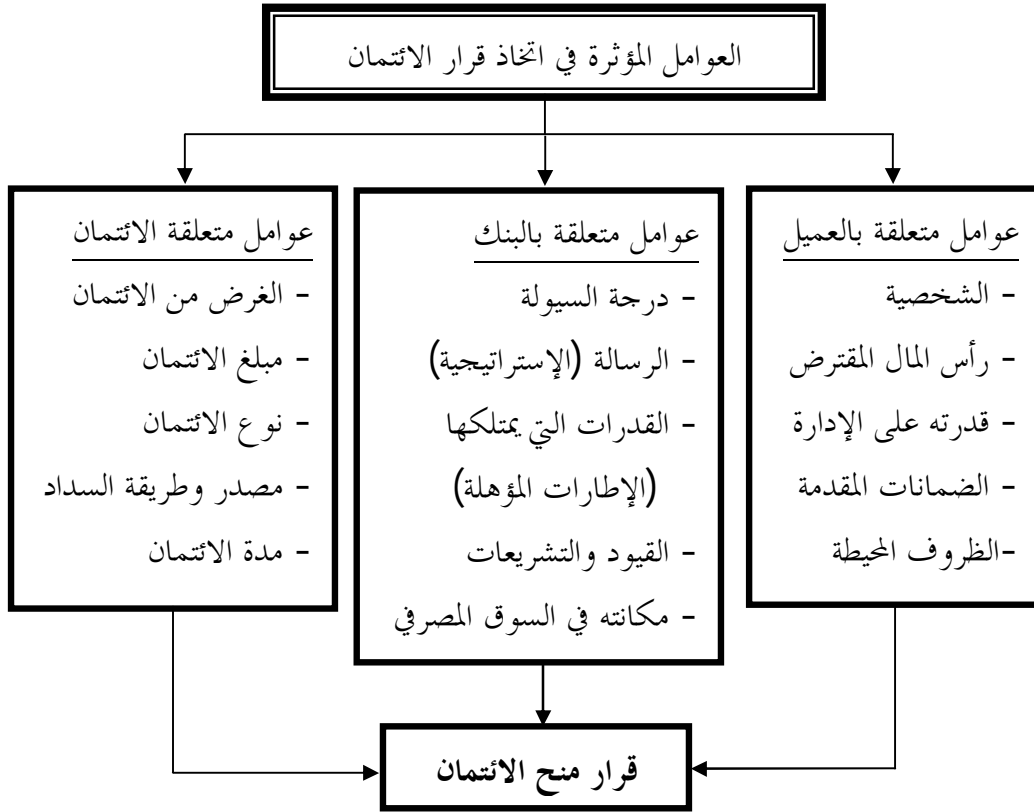 العوامل المؤثرة في اتخاذ قرار الائتمان
عوامل متعلقة بالعميل
- الشخصية
- رأس المال المقترض
- قدرته على الإدارة
- الضمانات المقدمة
-الظروف المحيطة
عوامل متعلقة بالبنك
- درجة السيولة
- الرسالة (الإستراتيجية)
- القدرات التي يمتلكها
(الإطارات المؤهلة)
- القيود والتشريعات
- مكانته في السوق المصرفي
عوامل متعلقة الائتمان
- الغرض من الائتمان
- مبلغ الائتمان
- نوع الائتمان
- مصدر وطريقة السداد
- مدة الائتمان
قرار منح الائتمان